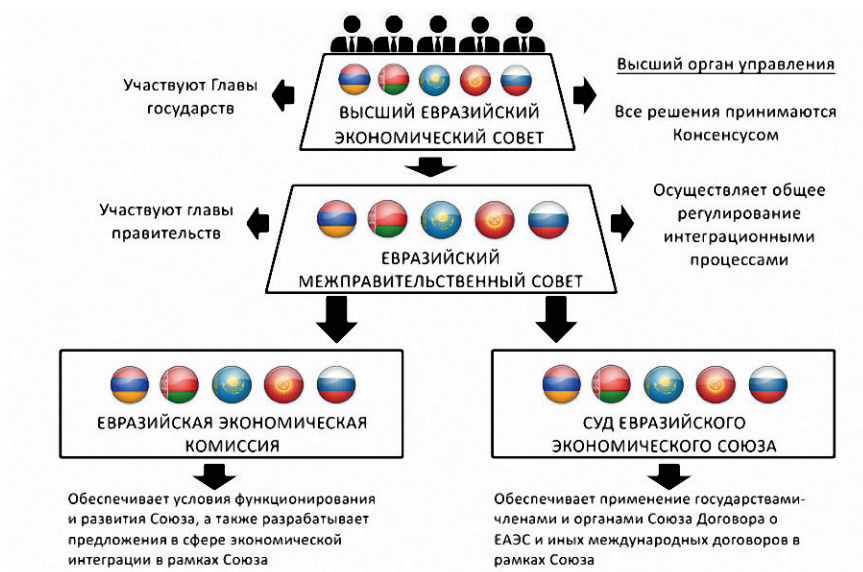 Участвуют Главы
государств
ВЫСШИЙ ЕВРАЗИЙСКИЙ
ЭКОНОМИЧЕСКИЙ СОВЕТ
Высший орган управления
Все решения принимаются
Консенсусом
Участвуют главы
правительств
ЕВРАЗИЙСКИЙ
МЕЖПРАВИТЕЛЬСТВЕННЫЙ СОВЕТ
Осуществляет общее
регулирование
интеграционными
процессами
ЕВРАЗИЙСКАЯ ЭКОНОМИЧЕСКАЯ
КОМИССИЯ
СУД ЕВРАЗИЙСКОГО
ЭКОНОМИЧЕСКОГО СОЮЗА
Обеспечивает условия функционирования
и развития Союза, а также разрабатывает
предложения в сфере экономической
интеграции в рамках Союза
Обеспечивает применение государствами-
членами и органами Союза Договора о
ЕАЭС и иных международных договоров в
рамках Союза